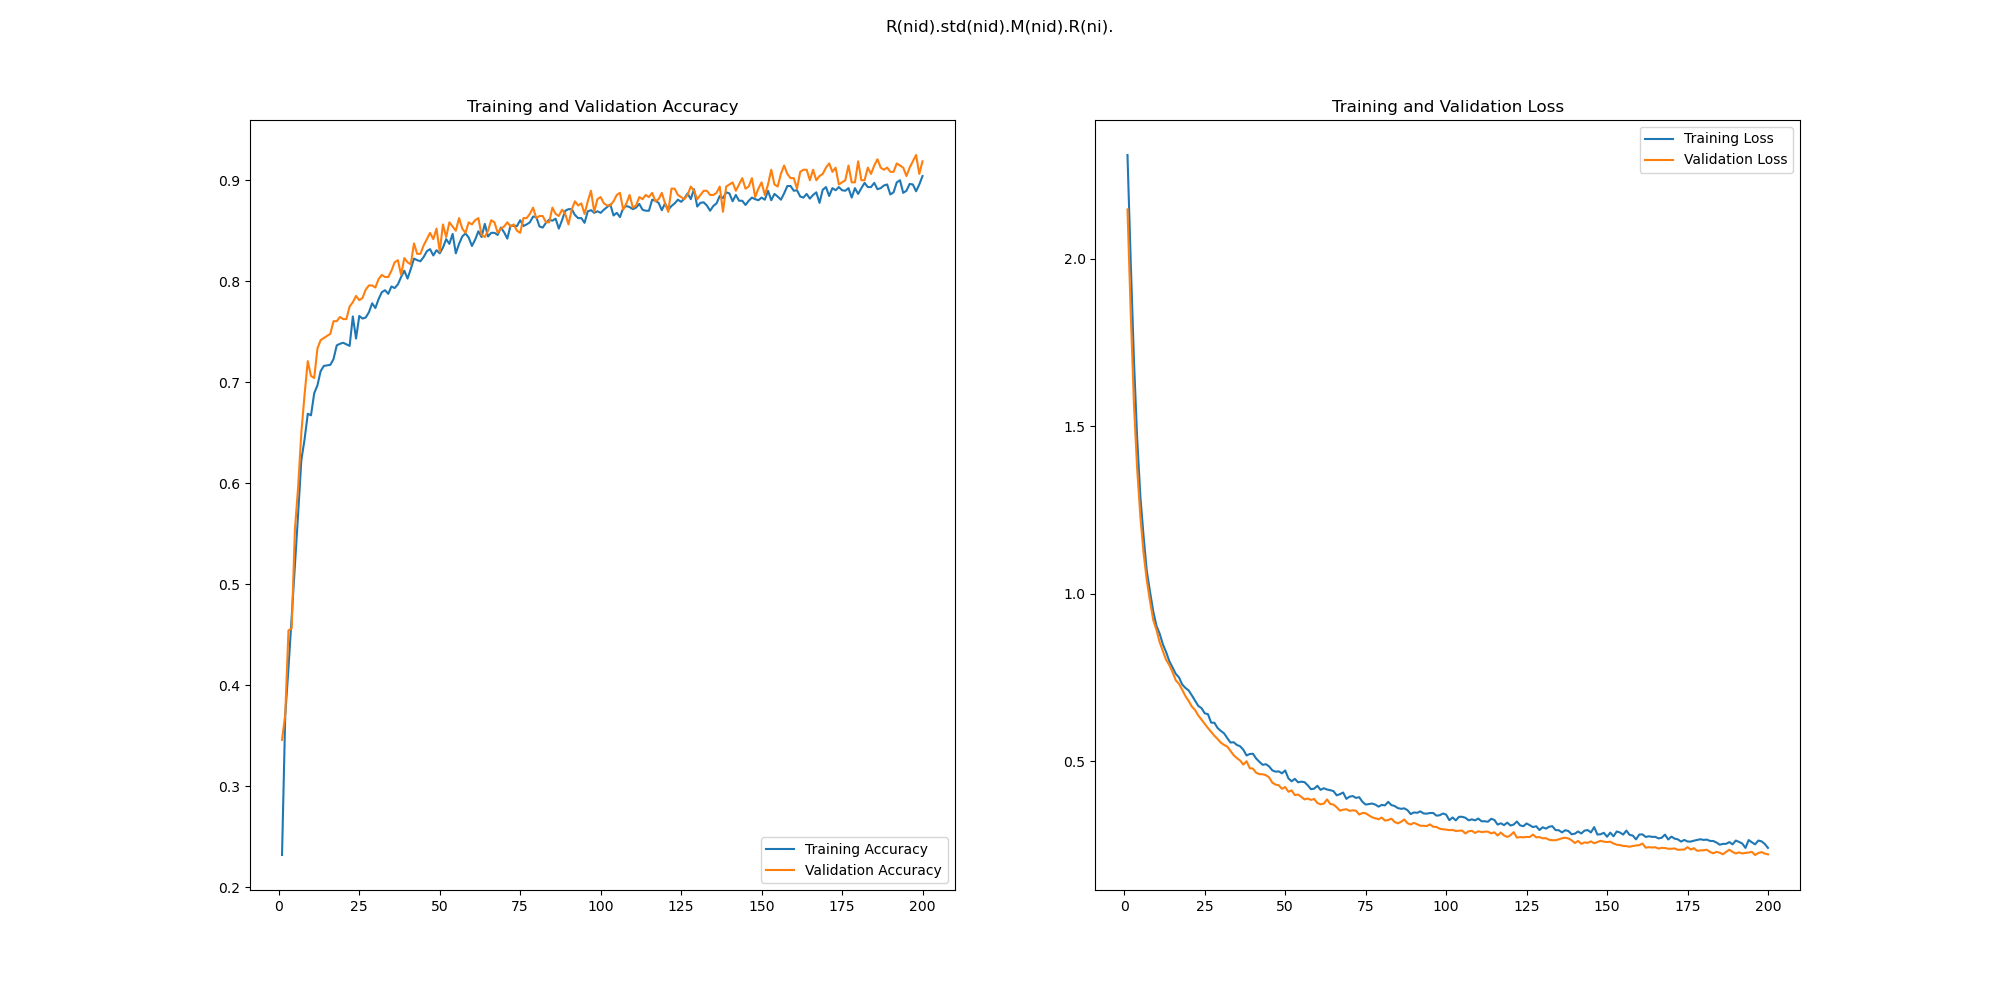 R(nid).std(nid).M(nid).R(ni).
Training and Validation Accuracy
0.9
0.8
0.7
0.6
0.5
0.4
0.3
0.2
0 25 50 75 100 125 150 175 200
Training Accuracy
Validation Accuracy
Training and Validation Loss
2.0
1.5
1.0
0.5
0 25 50 75 100 125 150 175 200
Training Loss
Validation Loss